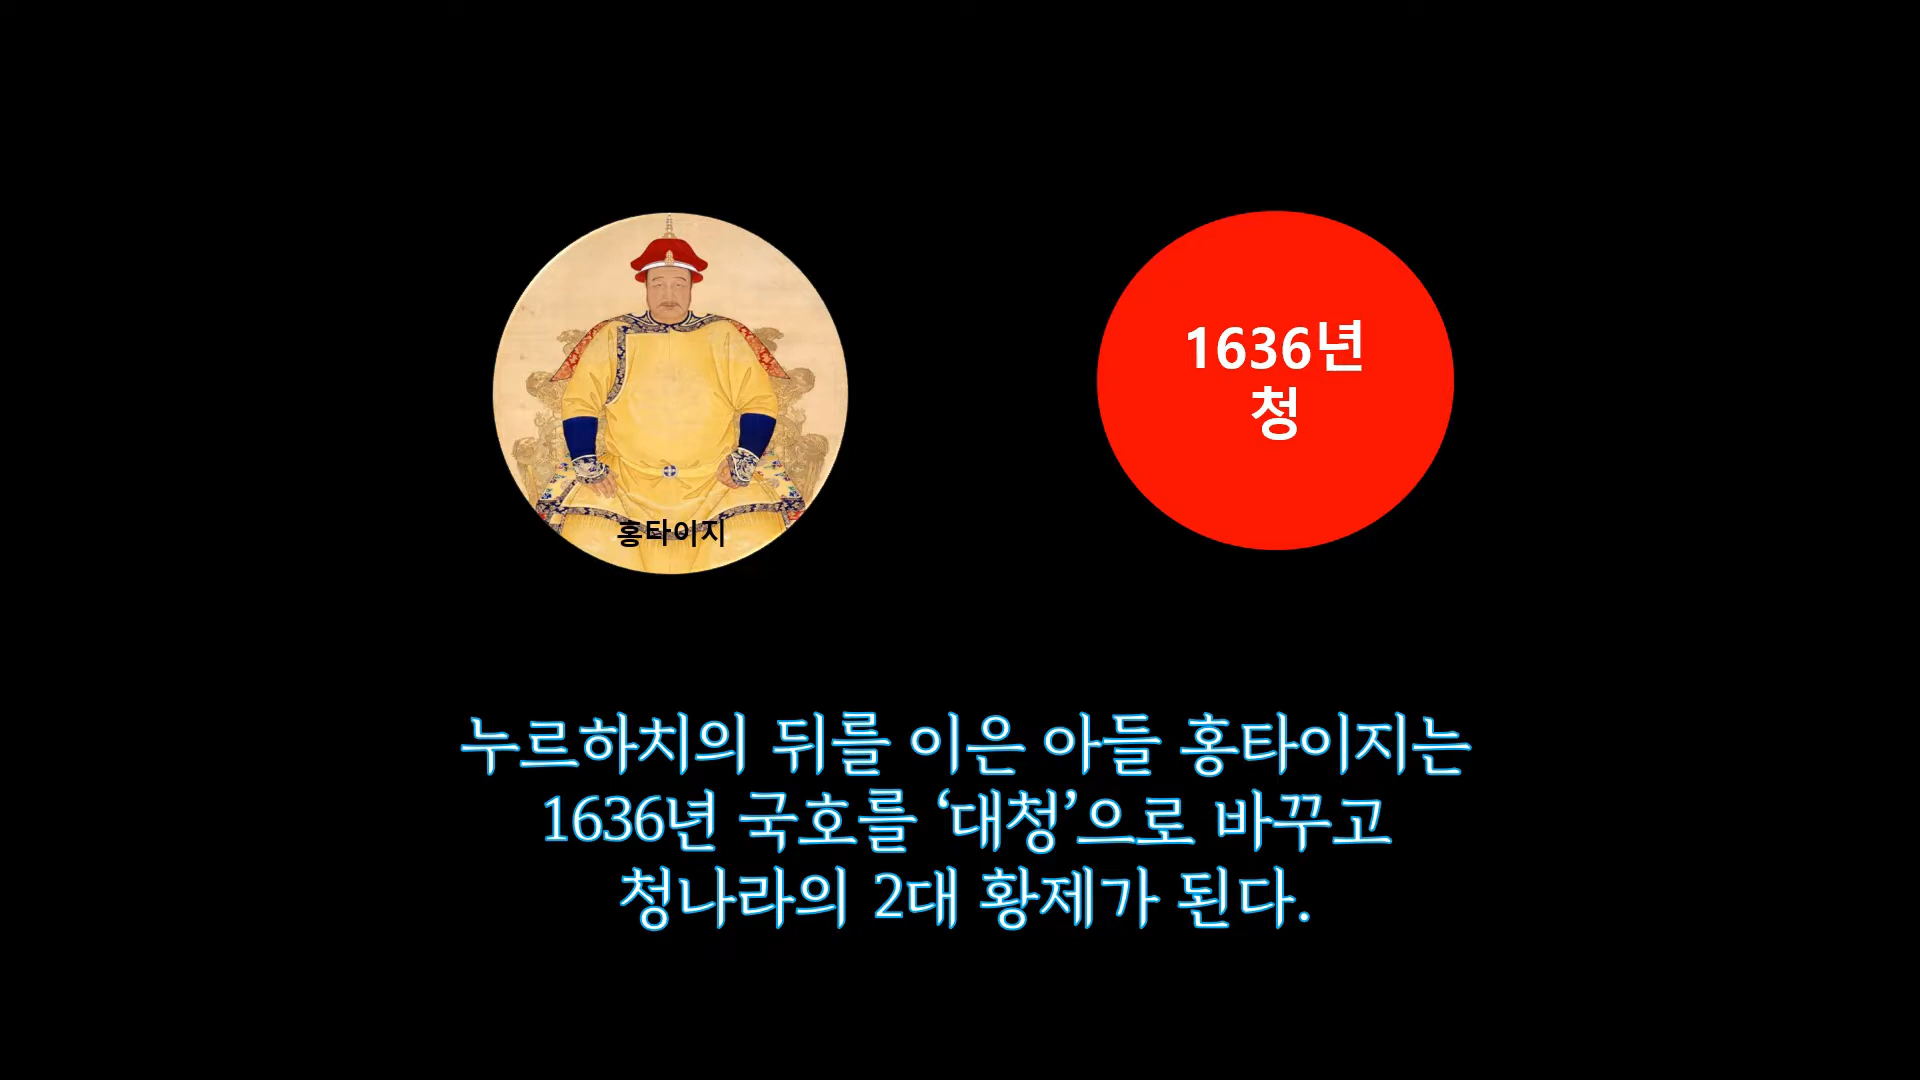 홍타이지
1636년
청
누르하치의 뒤를 이은 아들 홍타이지는
1636년 국호를 ‘대청’으로 바꾸고
청나라의 2대 황제가 된다.